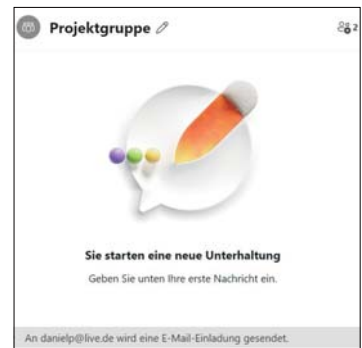 Projektgruppe 2
Sie starten eine neue Unterhaltung
Geben Sie unten Ihre erste Nachricht ein.
An danielp@live.de wird eine E-Mail-Einladung gesendet.